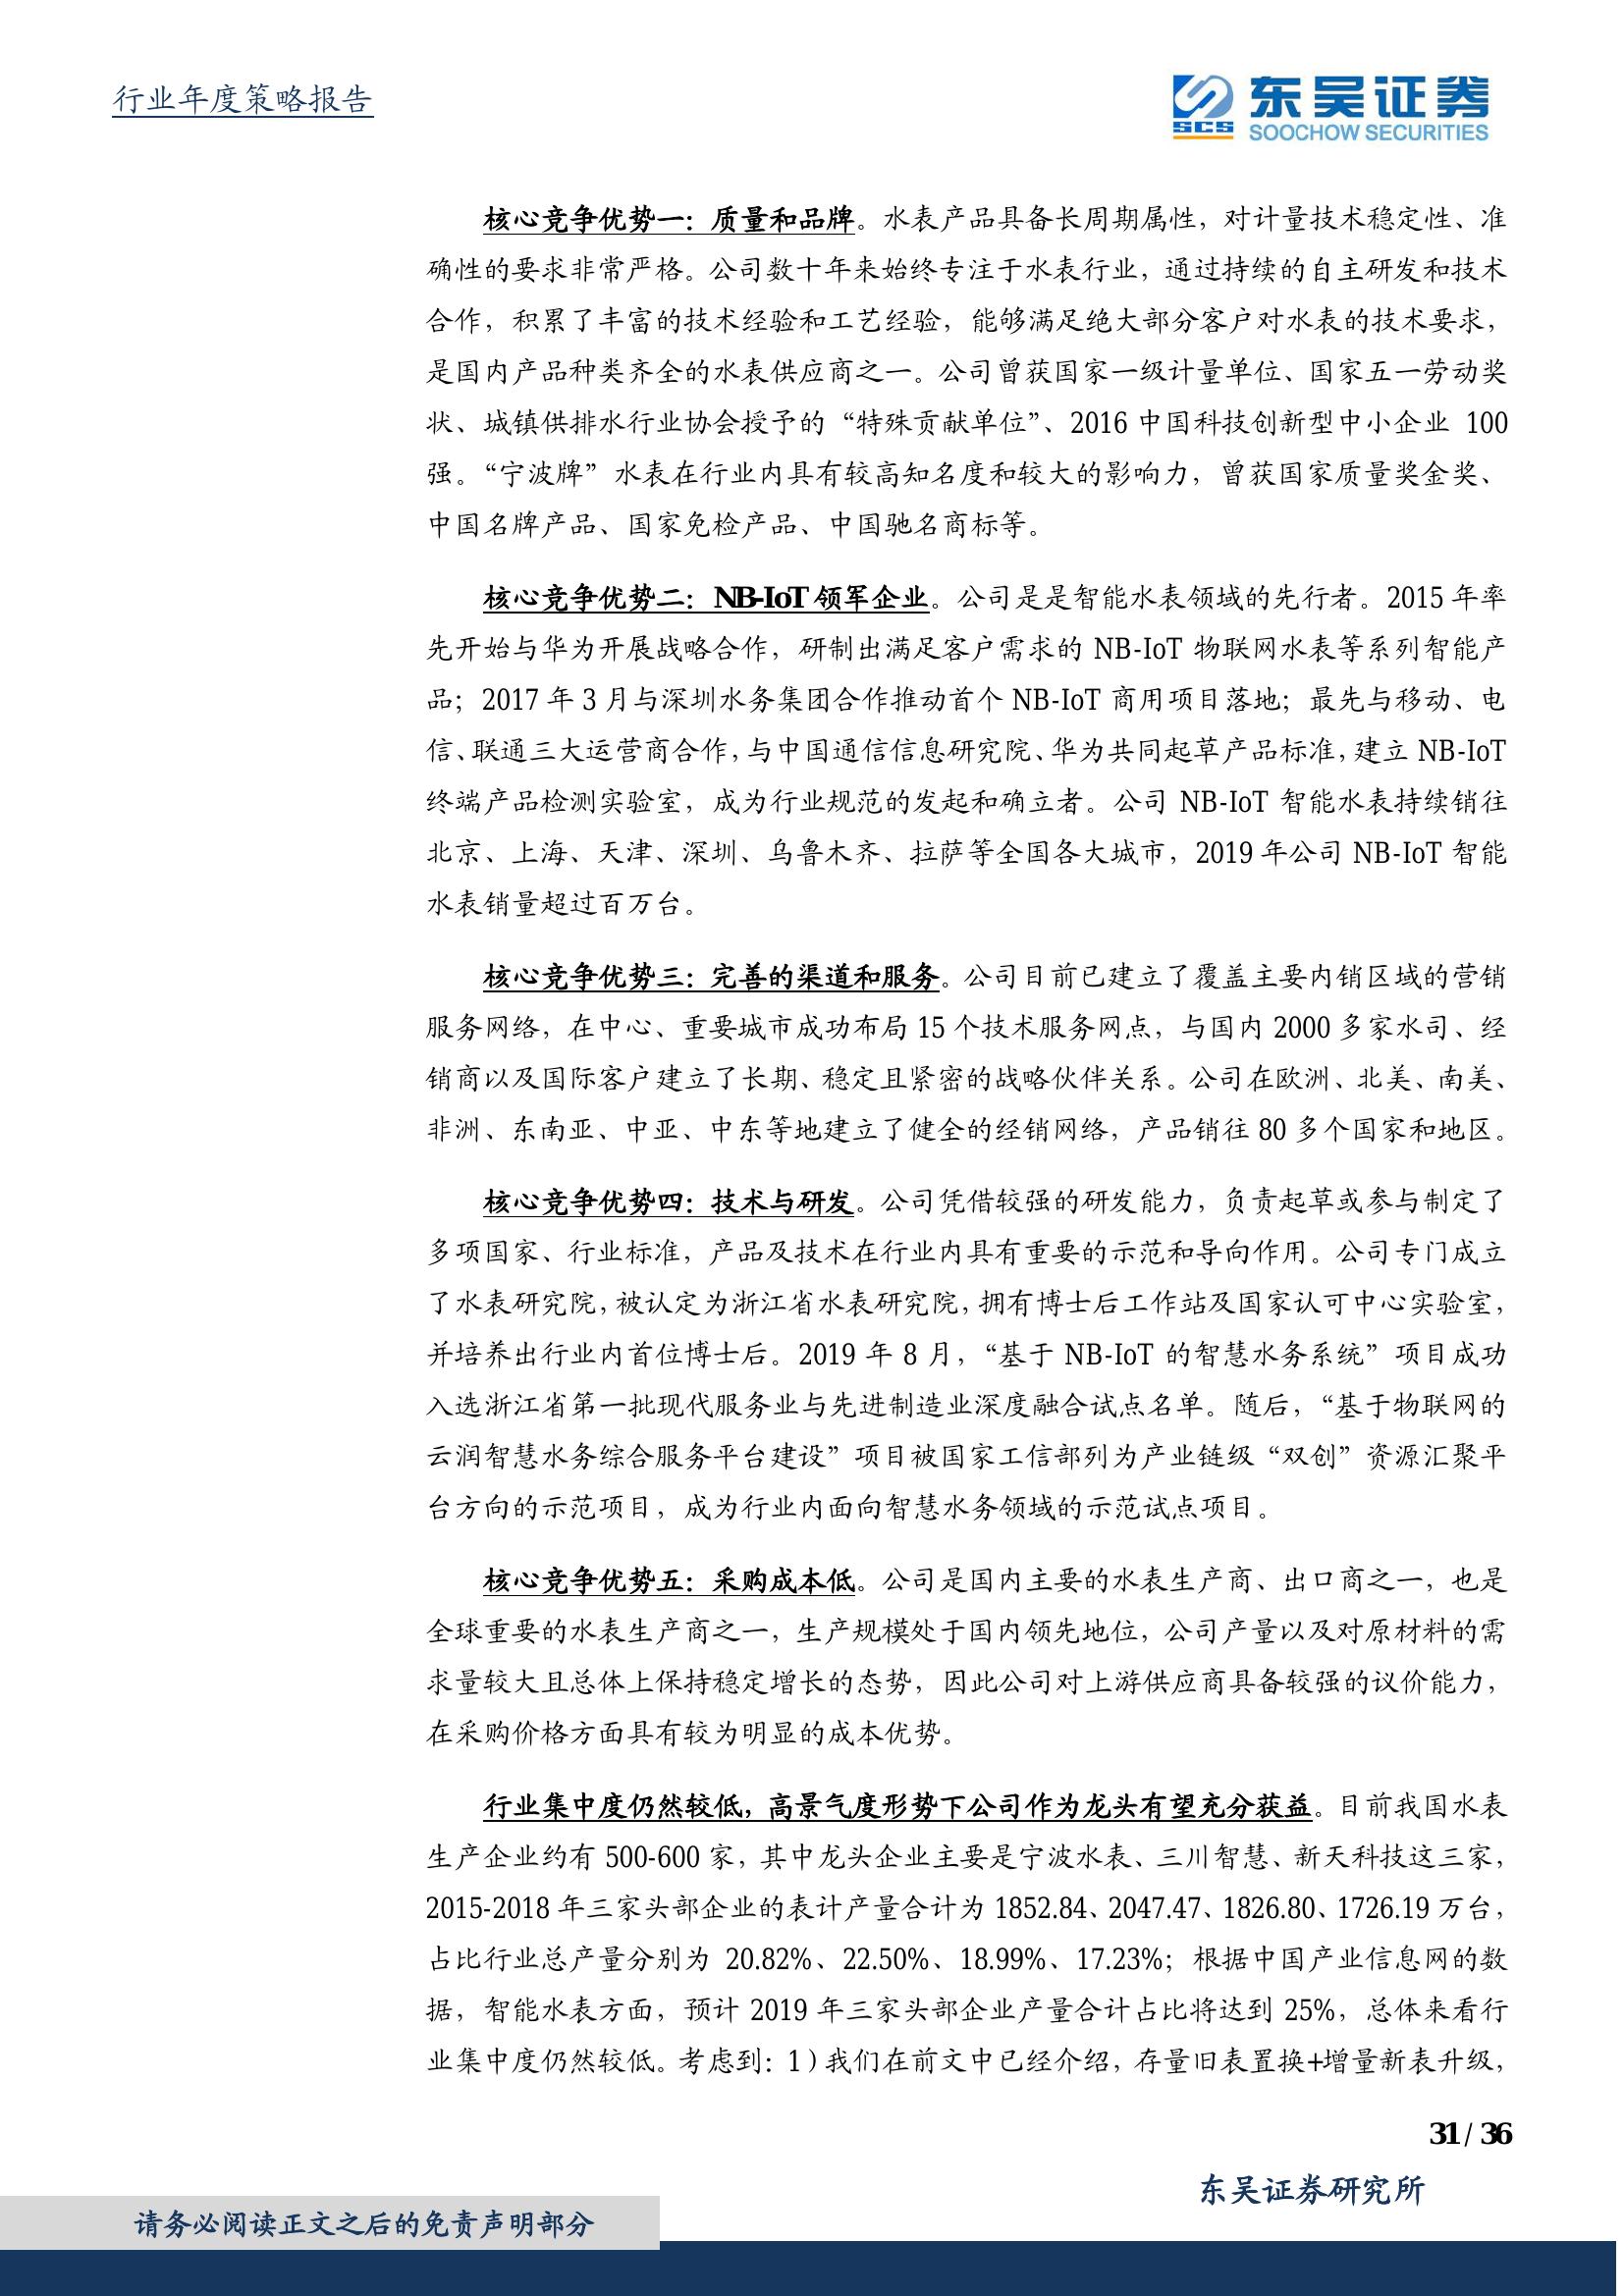 行业年度策略报告
东吴证券
SCS
SOOCHOW SECURITIES
核心竞争优势一：质量和品牌。水表产品具备长周期属性，对计量技术稳定性、准
确性的要求非常严格。公司数十年来始终专注于水表行业，通过持续的自主研发和技术
合作，积累了丰富的技术经验和工艺经验，能够满足绝大部分客户对水表的技术要求，
是国内产品种类齐全的水表供应商之一。公司曾获国家一级计量单位、国家五一劳动奖
状、城镇供排水行业协会授予的“特殊贡献单位”、2016 中国科技创新型中小企业 100
强。“宁波牌”水表在行业内具有较高知名度和较大的影响力，曾获国家质量奖金奖、
中国名牌产品、国家免检产品、中国驰名商标等。
核心竞争优势二：NB-IoT 领军企业。公司是是智能水表领域的先行者。2015 年率
先开始与华为开展战略合作，研制出满足客户需求的 NB-IoT 物联网水表等系列智能产
品；2017 年 3 月与深圳水务集团合作推动首个 NB-IoT 商用项目落地；最先与移动、电
信、联通三大运营商合作，与中国通信信息研究院、华为共同起草产品标准，建立 NB-IoT
终端产品检测实验室，成为行业规范的发起和确立者。公司 NB-IoT 智能水表持续销往
北京、上海、天津、深圳、乌鲁木齐、拉萨等全国各大城市，2019 年公司 NB-IoT 智能
水表销量超过百万台。
核心竞争优势三：完善的渠道和服务。公司目前已建立了覆盖主要内销区域的营销
服务网络，在中心、重要城市成功布局 15 个技术服务网点，与国内 2000 多家水司、经
销商以及国际客户建立了长期、稳定且紧密的战略伙伴关系。公司在欧洲、北美、南美、
非洲、东南亚、中亚、中东等地建立了健全的经销网络，产品销往 80 多个国家和地区。
核心竞争优势四：技术与研发。公司凭借较强的研发能力，负责起草或参与制定了
多项国家、行业标准，产品及技术在行业内具有重要的示范和导向作用。公司专门成立
了水表研究院，被认定为浙江省水表研究院，拥有博士后工作站及国家认可中心实验室，
并培养出行业内首位博士后。2019 年 8 月，“基于 NB-IoT 的智慧水务系统”项目成功
入选浙江省第一批现代服务业与先进制造业深度融合试点名单。随后，“基于物联网的
云润智慧水务综合服务平台建设”项目被国家工信部列为产业链级“双创”资源汇聚平
台方向的示范项目，成为行业内面向智慧水务领域的示范试点项目。
核心竞争优势五：采购成本低。公司是国内主要的水表生产商、出口商之一，也是
全球重要的水表生产商之一，生产规模处于国内领先地位，公司产量以及对原材料的需
求量较大且总体上保持稳定增长的态势，因此公司对上游供应商具备较强的议价能力，
在采购价格方面具有较为明显的成本优势。
行业集中度仍然较低，高景气度形势下公司作为龙头有望充分获益。目前我国水表
生产企业约有 500-600 家，其中龙头企业主要是宁波水表、三川智慧、新天科技这三家，
2015-2018 年三家头部企业的表计产量合计为 1852.84、2047.47、1826.80、1726.19 万台，
占比行业总产量分别为 20.82%、22.50%、18.99%、17.23%；根据中国产业信息网的数
据，智能水表方面，预计 2019 年三家头部企业产量合计占比将达到 25%，总体来看行
业集中度仍然较低。考虑到：1）我们在前文中已经介绍，存量旧表置换+增量新表升级，
31 / 36
东吴证券研究所
请务必阅读正文之后的免责声明部分